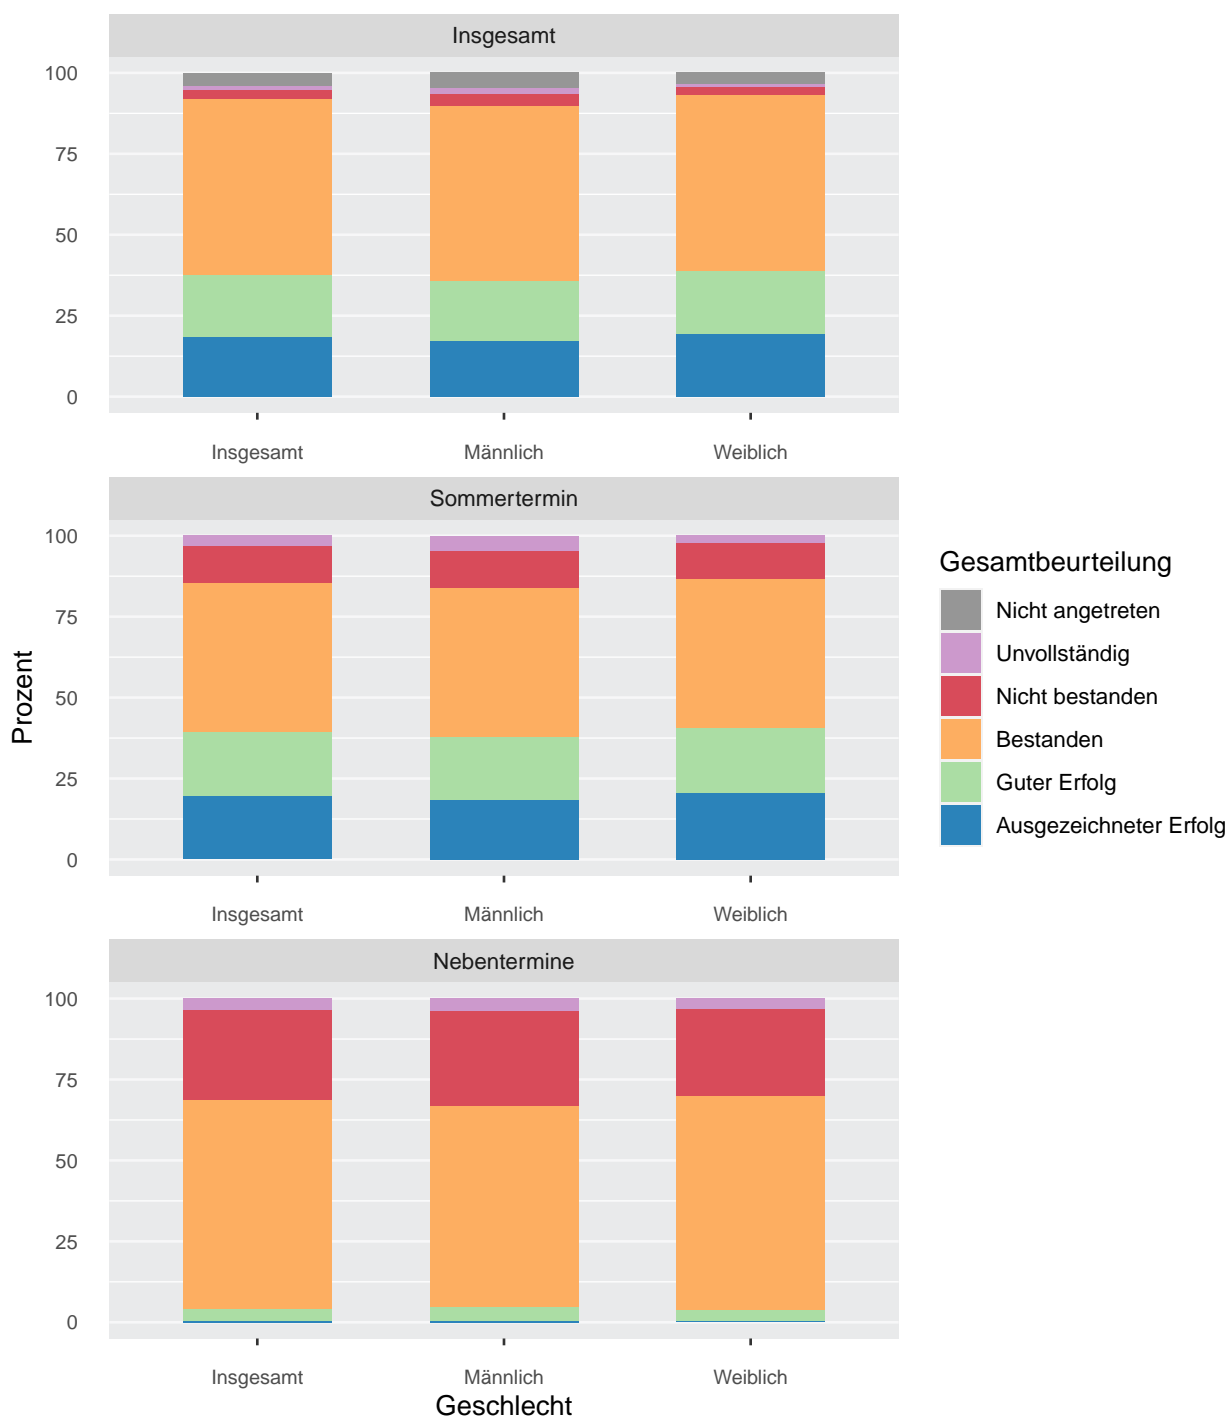 Insgesamt
100
75
50
25
0
Insgesamt Männlich Weiblich
Sommertermin
100
75
50
25
0
Insgesamt Männlich Weiblich
Nebentermine
100
75
50
25
0
Insgesamt Männlich Weiblich
Geschlecht
Prozent
Gesamtbeurteilung
Nicht angetreten
Unvollständig
Nicht bestanden
Bestanden
Guter Erfolg
Ausgezeichneter Erfolg